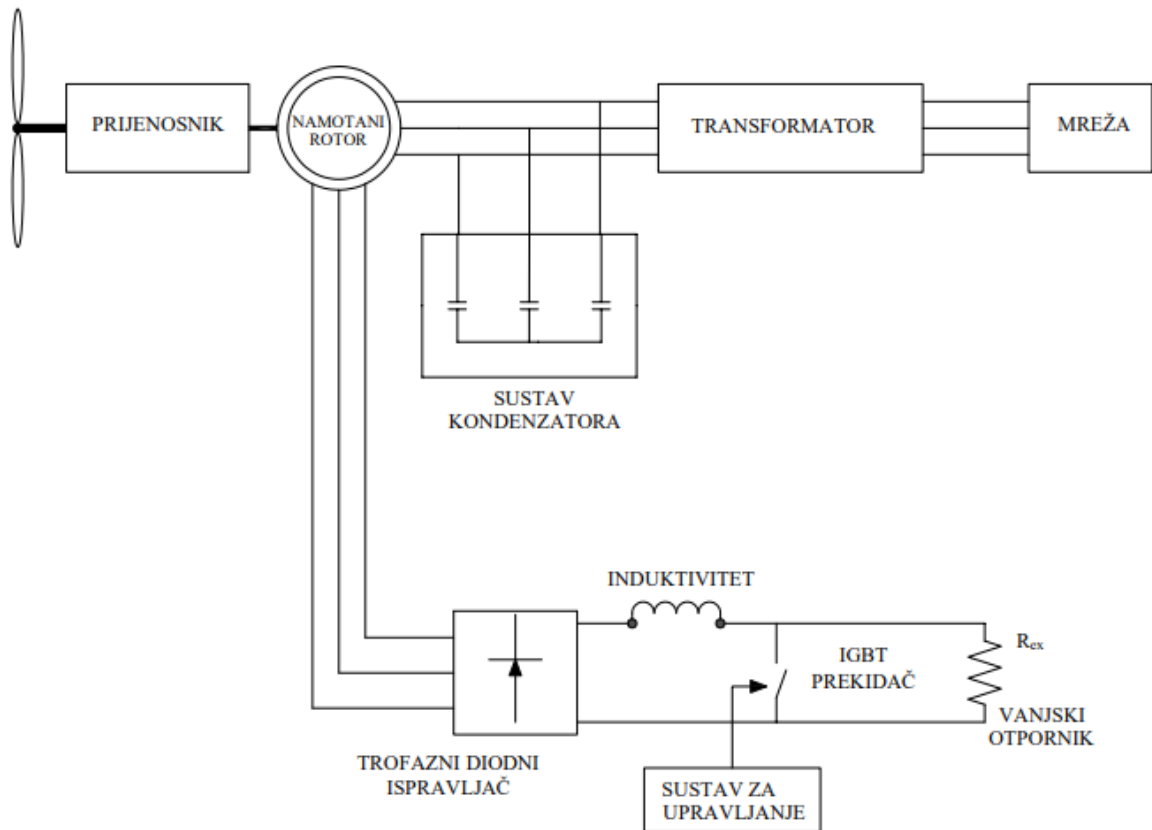 PRIJENOSNIK
NAMOTANI
ROTOR
TRANSFORMATOR
MREŽA
SUSTAV
KONDENZATORA
INDUKTIVITET
IGBT
PREKIDAČ
Rex
VANJSKI
OTPORNIK
TROFAZNI DIODNI
ISPRAVLJAČ
SUSTAV ZA
UPRAVLJANJE